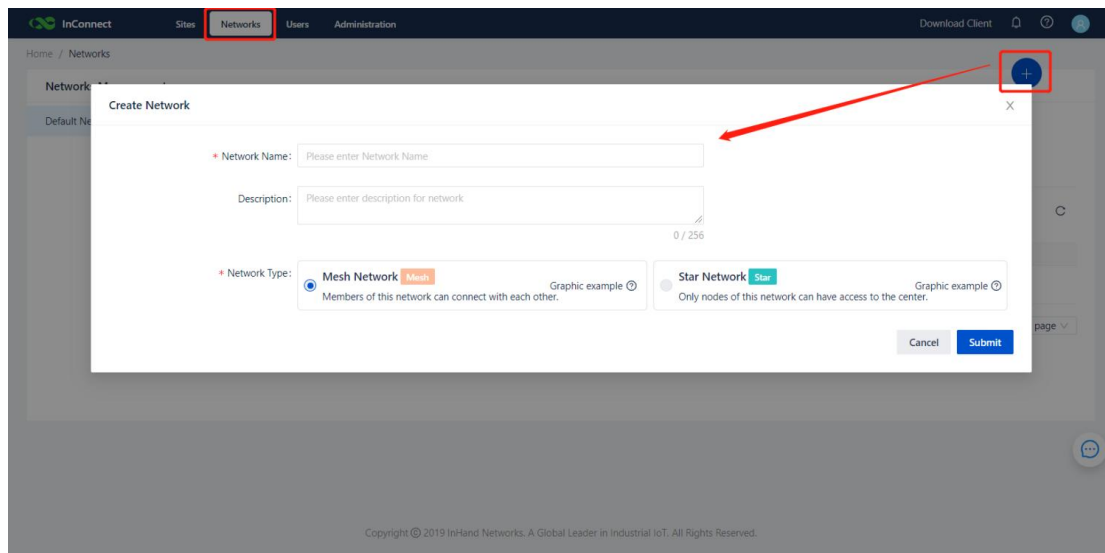 InConnect Sites Networks Users Administration Download Client
Home / Networks
Network
Create Network
Default Ne
* Network Name: Please enter Network Name
Description: Please enter description for network
0 / 256
* Network Type: Mesh Network Mesh Star Network Star
Graphic example Graphic example
Members of this network can connect with each other. Only nodes of this network can have access to the center.
page
Cancel Submit
Copyright © 2019 InHand Networks. A Global Leader in Industrial IoT. All Rights Reserved.